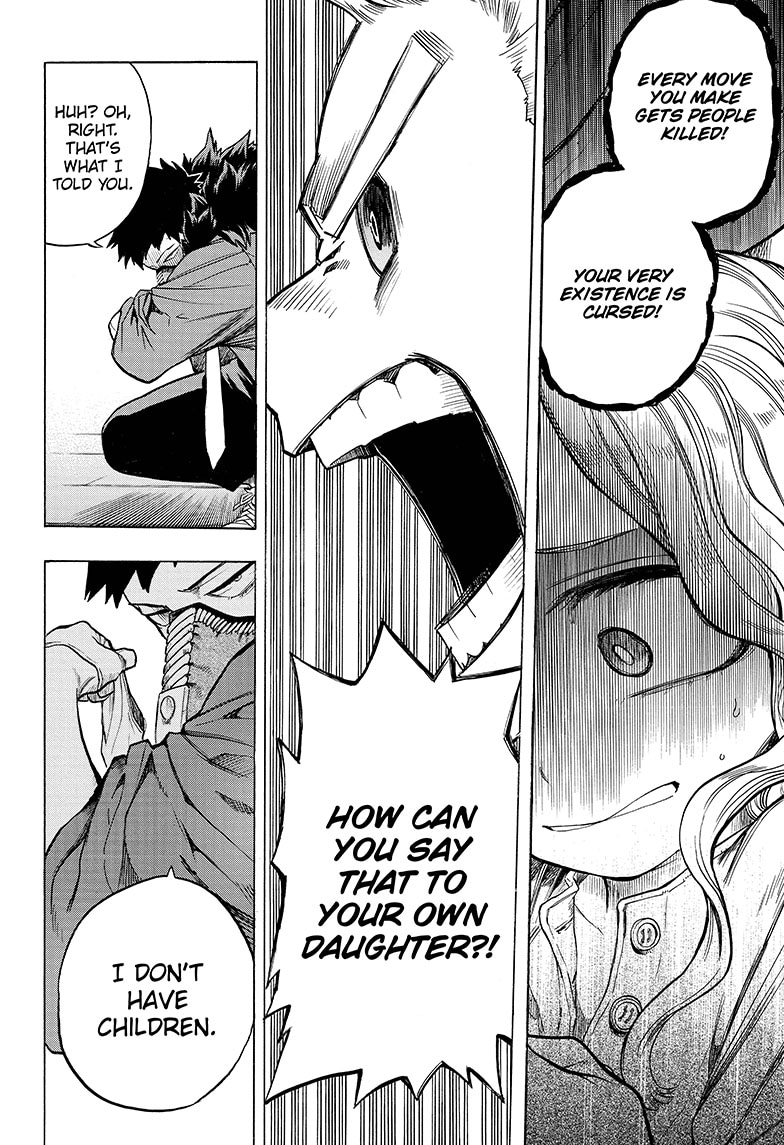 EVERY MOVE
YOU MAKE
GETS PEOPLE
KILLED!
YOUR VERY
EXISTENCE IS
CURSED!
HOW CAN
YOU SAY
THAT TO
YOUR OWN
DAUGHTER?!
HUH? OH,
RIGHT.
THAT'S
WHAT I
TOLD YOU.
I DON'T
HAVE
CHILDREN.